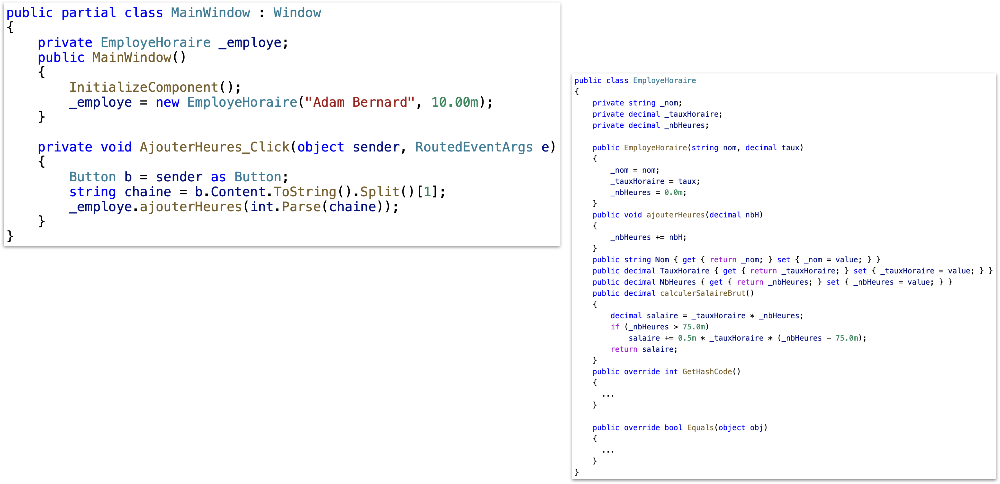 public partial class MainWindow : Window
{
    private EmployeHoraire _employe;
    public MainWindow()
    {
        InitializeComponent();
        _employe = new EmployeHoraire("Adam Bernard", 10.00m);
    }

    private void AjouterHeures_Click(object sender, RoutedEventArgs e)
    {
        Button b = sender as Button;
        string chaine = b.Content.ToString().Split()[1];
        _employe.ajouterHeures(int.Parse(chaine));
    }
}
public class EmployeHoraire
{
    private string _nom;
    private decimal _tauxHoraire;
    private decimal _nbHeures;

    public EmployeHoraire(string nom, decimal taux)
    {
        _nom = nom;
        _tauxHoraire = taux;
        _nbHeures = 0.0m;
    }
    public void ajouterHeures(decimal nbH)
    {
        _nbHeures += nbH;
    }
    public string Nom { get { return _nom; } set { _nom = value; } }
    public decimal TauxHoraire { get { return _tauxHoraire; } set { _tauxHoraire = value; } }
    public decimal NbHeures { get { return _nbHeures; } set { _nbHeures = value; } }
    public decimal calculerSalaireBrut()
    {
        decimal salaire = _tauxHoraire * _nbHeures;
        if (_nbHeures > 75.0m)
            salaire += 0.5m * _tauxHoraire * (_nbHeures - 75.0m);
        return salaire;
    }
    public override int GetHashCode()
    {
      ...
    }

    public override bool Equals(object obj)
    {
      ...
    }
}